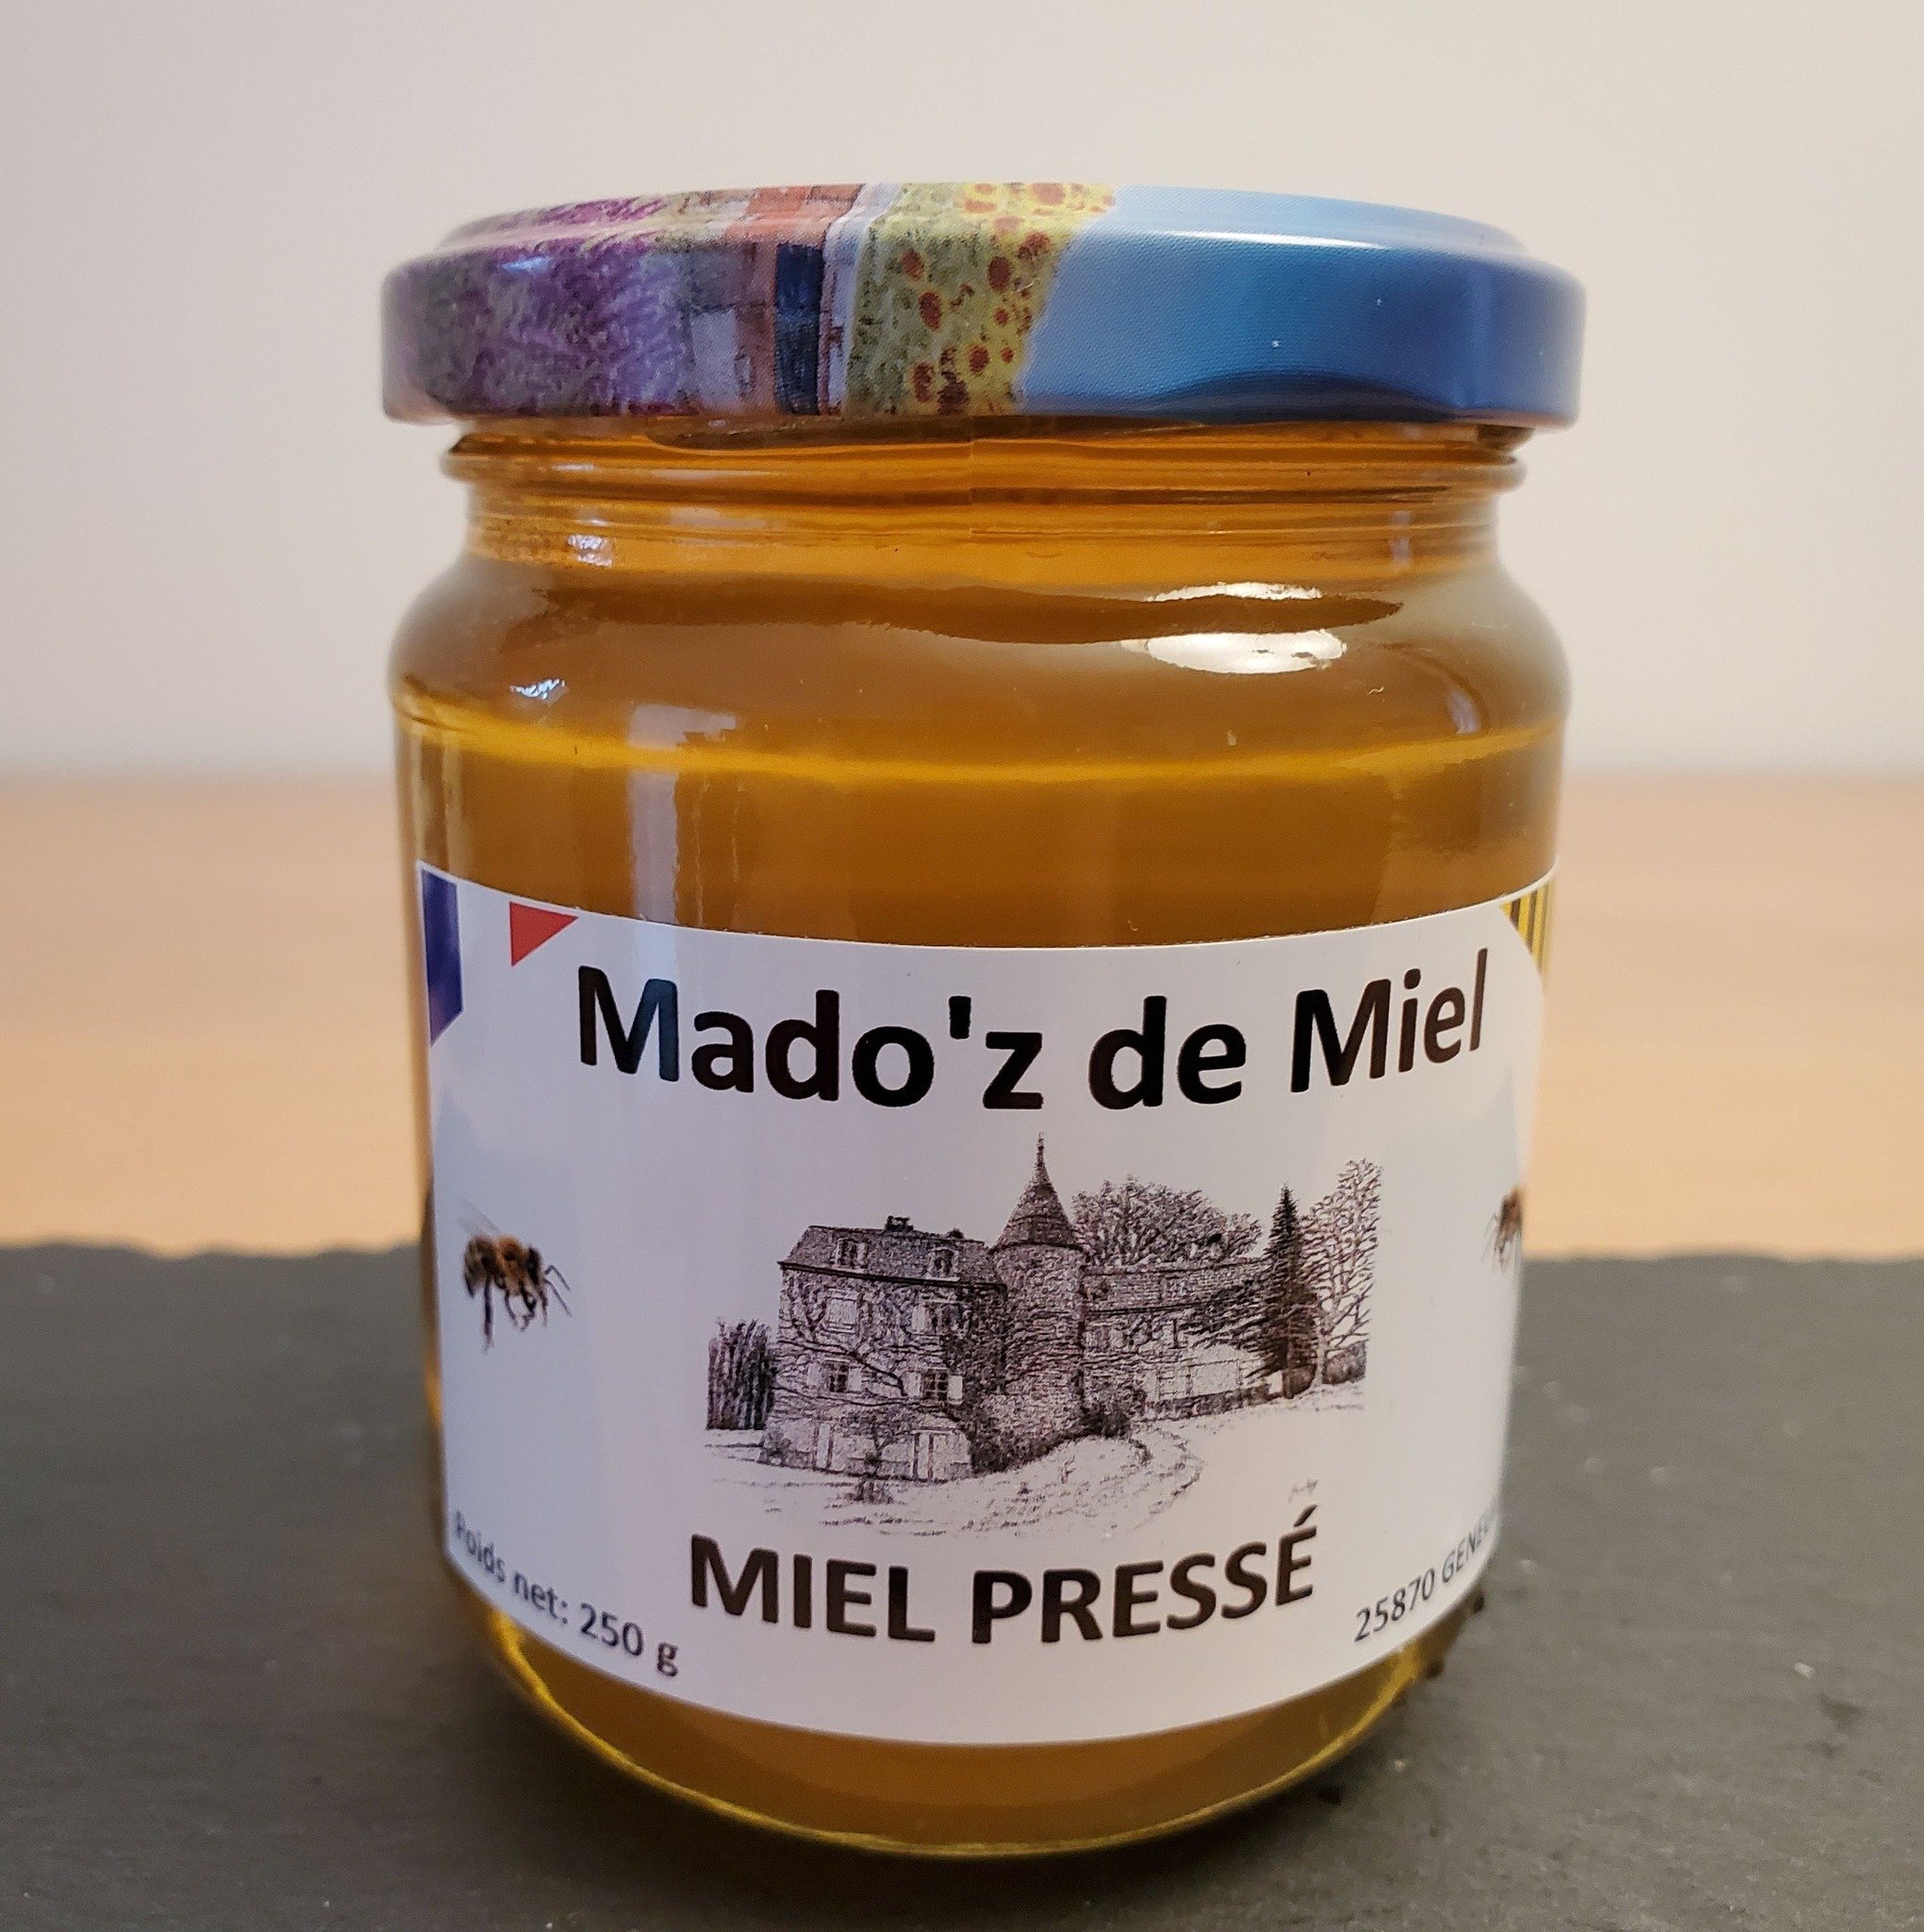 Mado'z de Miel
MIEL PRESSÉ
Poids net: 250 g
25870